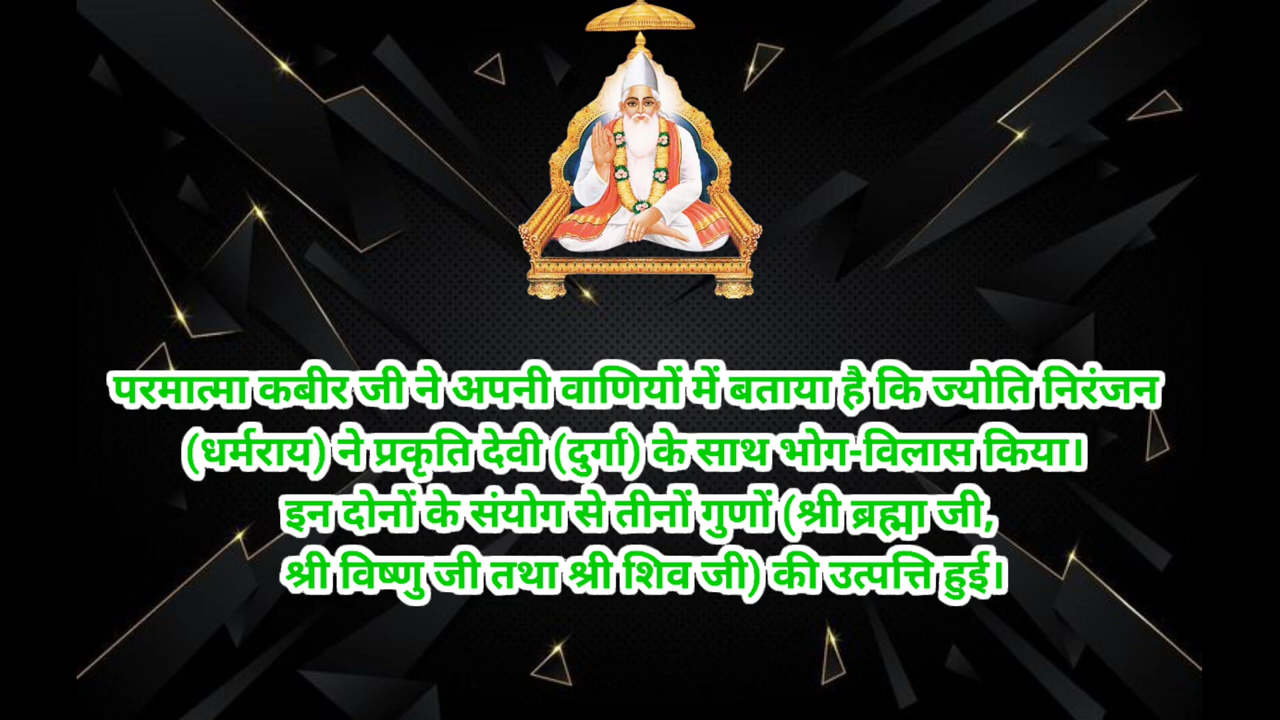 परमात्मा कबीर जी ने अपनी वाणियों में बताया है कि ज्योति निरंजन
(धर्मराय) ने प्रकृति देवी (दुर्गा) के साथ भोग-विलास किया।
इन दोनों के संयोग से तीनों गुणों (श्री ब्रह्मा जी,
श्री विष्णु जी तथा श्री शिव जी) की उत्पत्ति हुई।